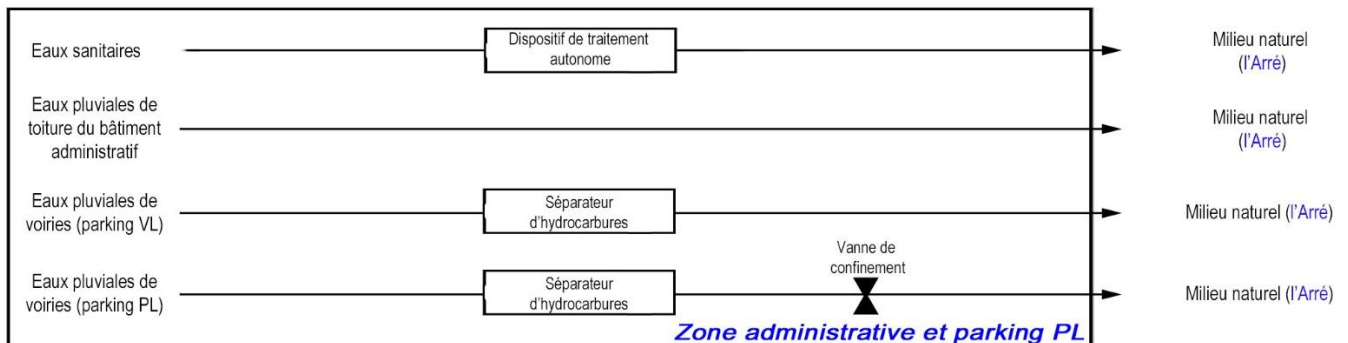 Eaux sanitaires
Dispositif de traitement
autonome
Milieu naturel
(l'Arré)
Eaux pluviales de
toiture du bâtiment
administratif
Milieu naturel
(l'Arré)
Eaux pluviales de
voiries (parking VL)
Séparateur
d'hydrocarbures
Milieu naturel (l'Arré)
Eaux pluviales de
voiries (parking PL)
Séparateur
d'hydrocarbures
Vanne de
confinement
Milieu naturel (l'Arré)
Zone administrative et parking PL